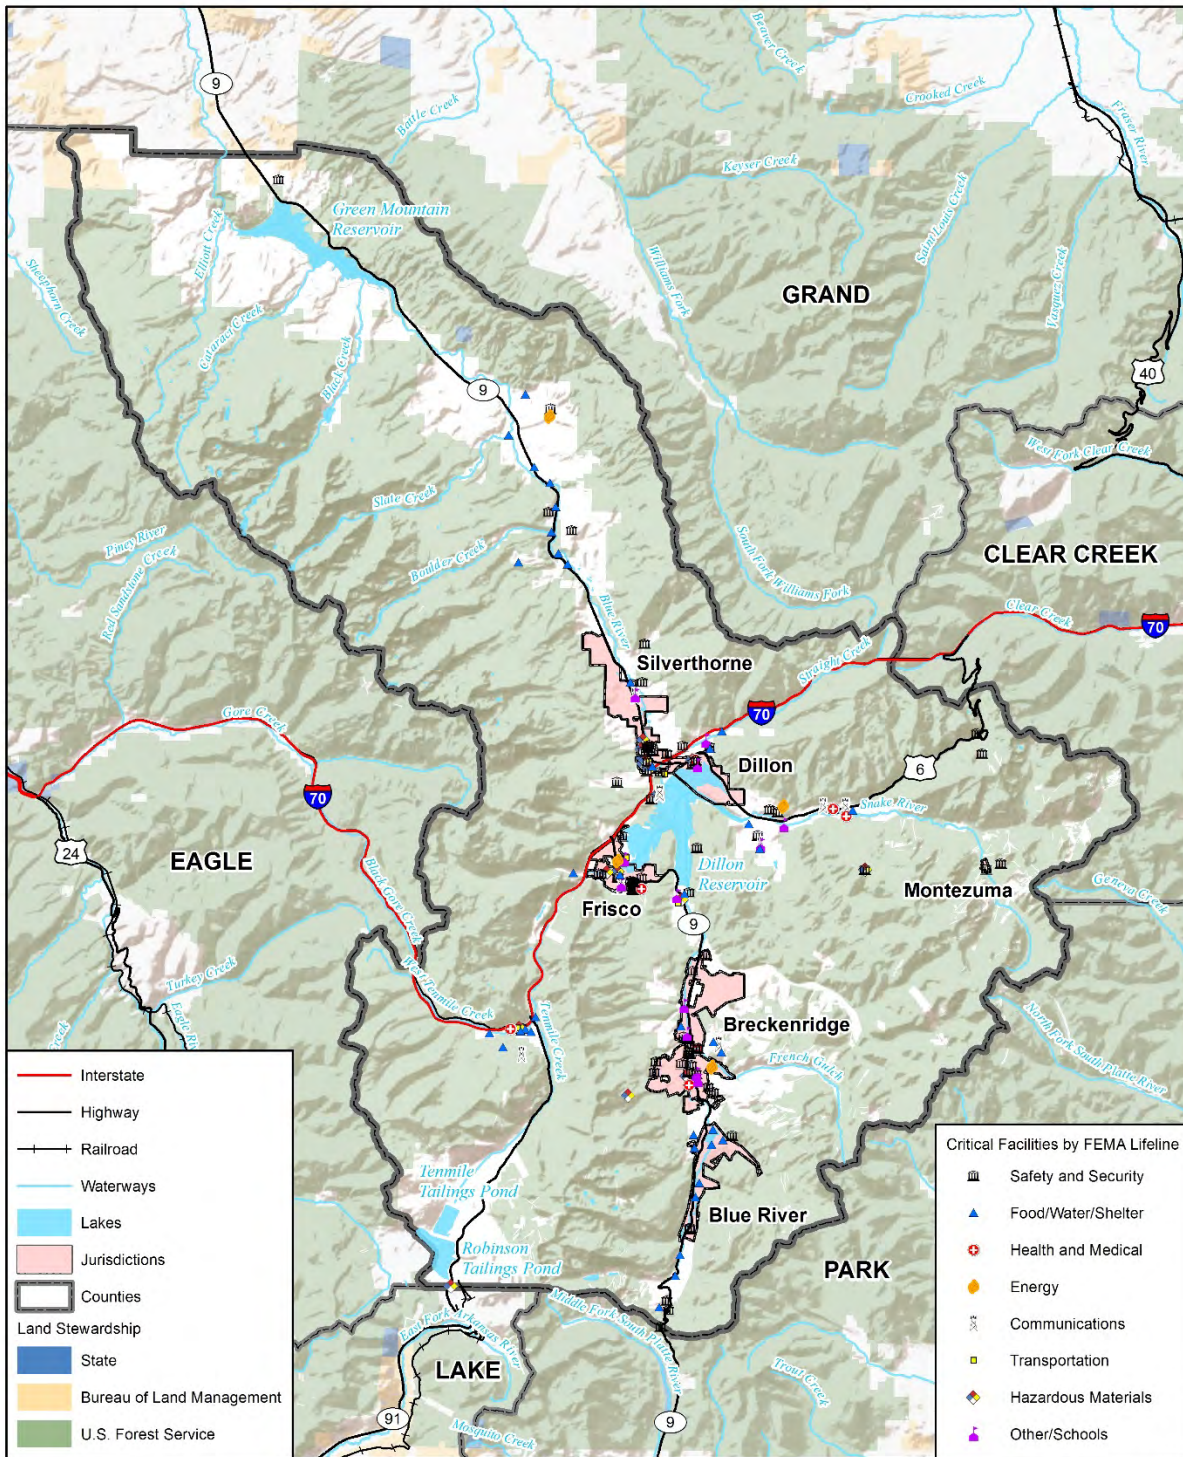 Beaver Creek
9
Battle Creek
Crooked Creek
Fraser River
Keyser Creek
Green Mountain
Reservoir
Elliott Creek
Saint Louis Creek
Sheephorn Creek
Williams Fork
Vasquez Creek
GRAND
Cataract Creek
Black Creek
9
40
West Fork Clear Creek
Slate Creek
Piney River
Boulder Creek
South Fork Williams Fork
CLEAR CREEK
Red Sandstone Creek
Blue River
Clear Creek
70
Silverthorne
Straight Creek
Gore Creek
70
Dillon
6
70
Snake River
24
EAGLE
Dillon
Reservoir
Montezuma
Geneva Creek
Black Gore Creek
Frisco
9
West Tenmile Creek
Turkey Creek
Eagle Riv
Creek
Tenmile Creek
Breckenridge
French Gulch
North Fork South Platte River
Tenmile
Tailings Pond
Blue River
Robinson
Tailings Pond
PARK
Middle Fork South Platte River
East Fork Arkansas River
LAKE
Trout Creek
91
Mosquito Creek
9
Interstate
Highway
Railroad
Waterways
Lakes
Jurisdictions
Counties
Land Stewardship
State
Bureau of Land Management
U.S. Forest Service
Critical Facilities by FEMA Lifeline
Safety and Security
Food/Water/Shelter
Health and Medical
Energy
Communications
Transportation
Hazardous Materials
Other/Schools